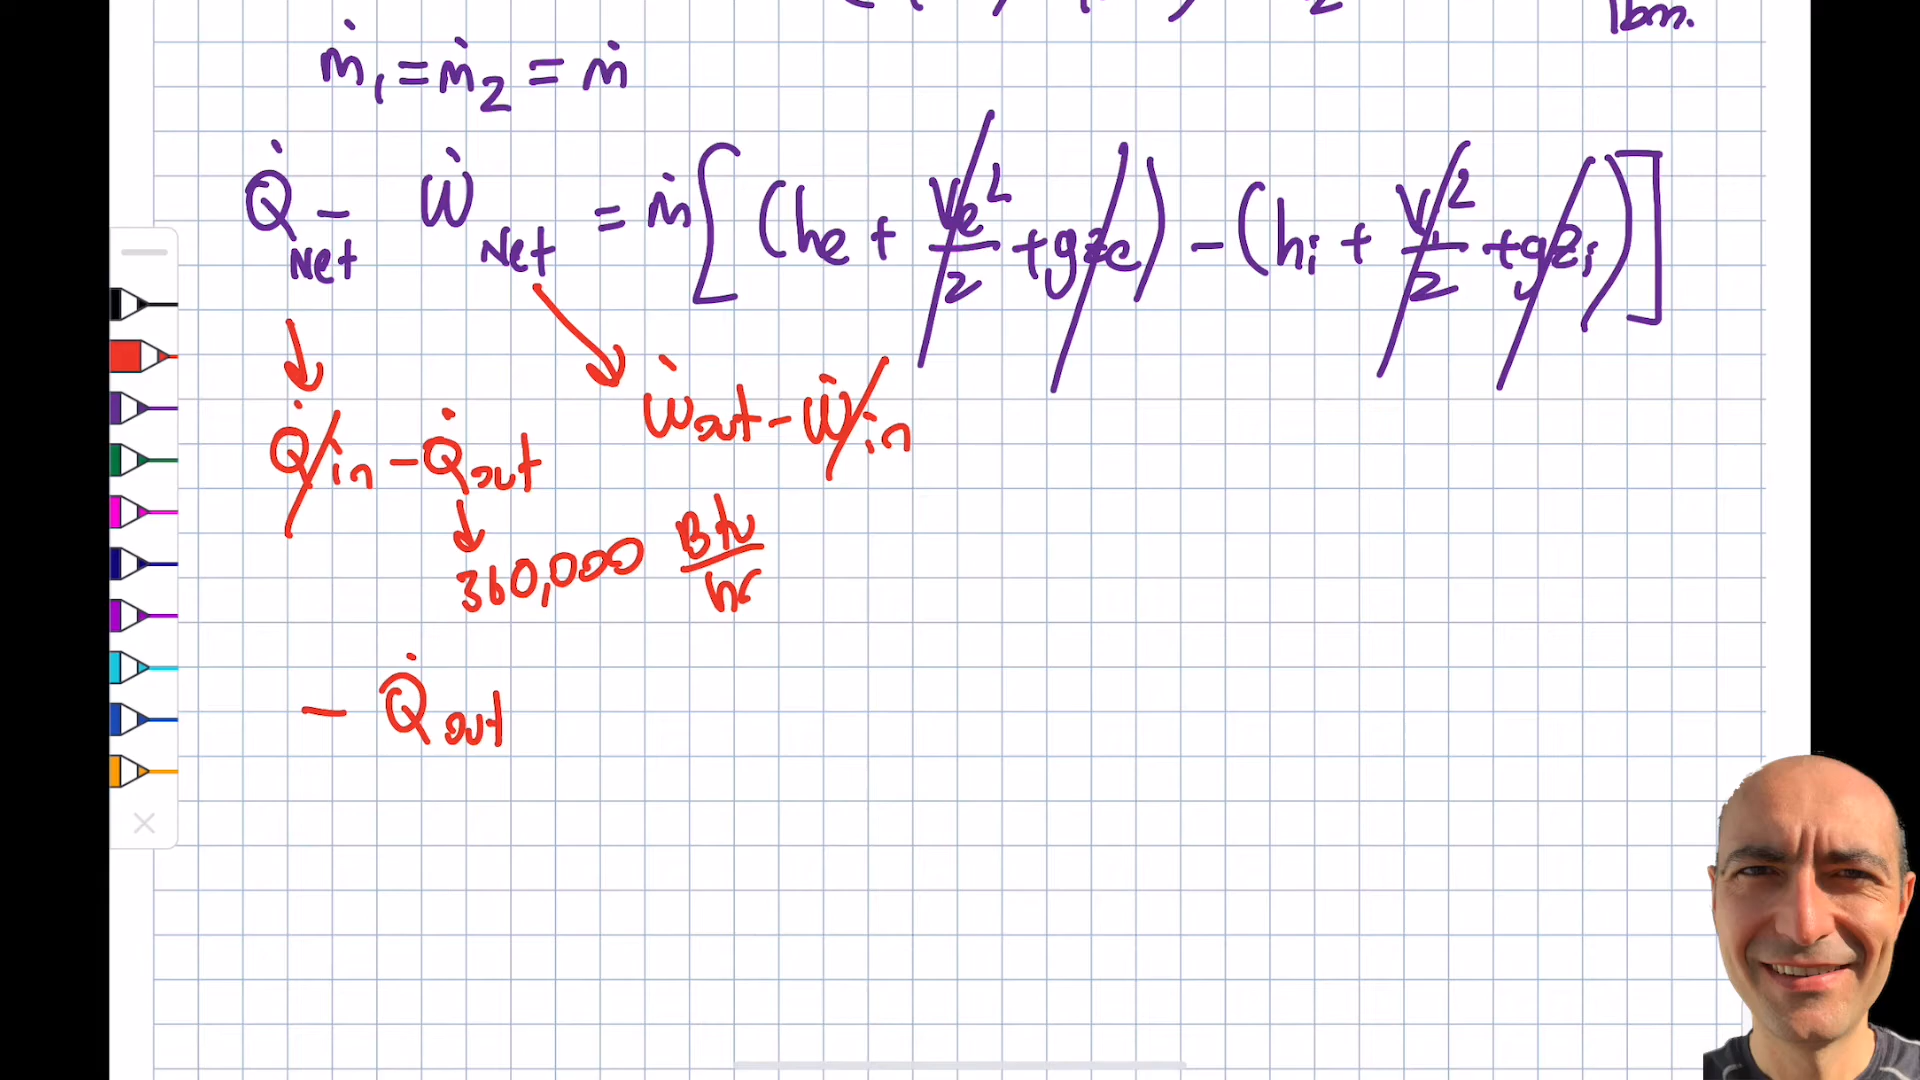 lbm.
ṁ₁ = ṁ₂ = ṁ
Q̇Net − ẆNet = ṁ[(he + Ve²/2 + gze) − (hi + Vi²/2 + gzi)]
Ẇout − Ẇin
Q̇in − Q̇out
360,000 Btu/hr
− Q̇out